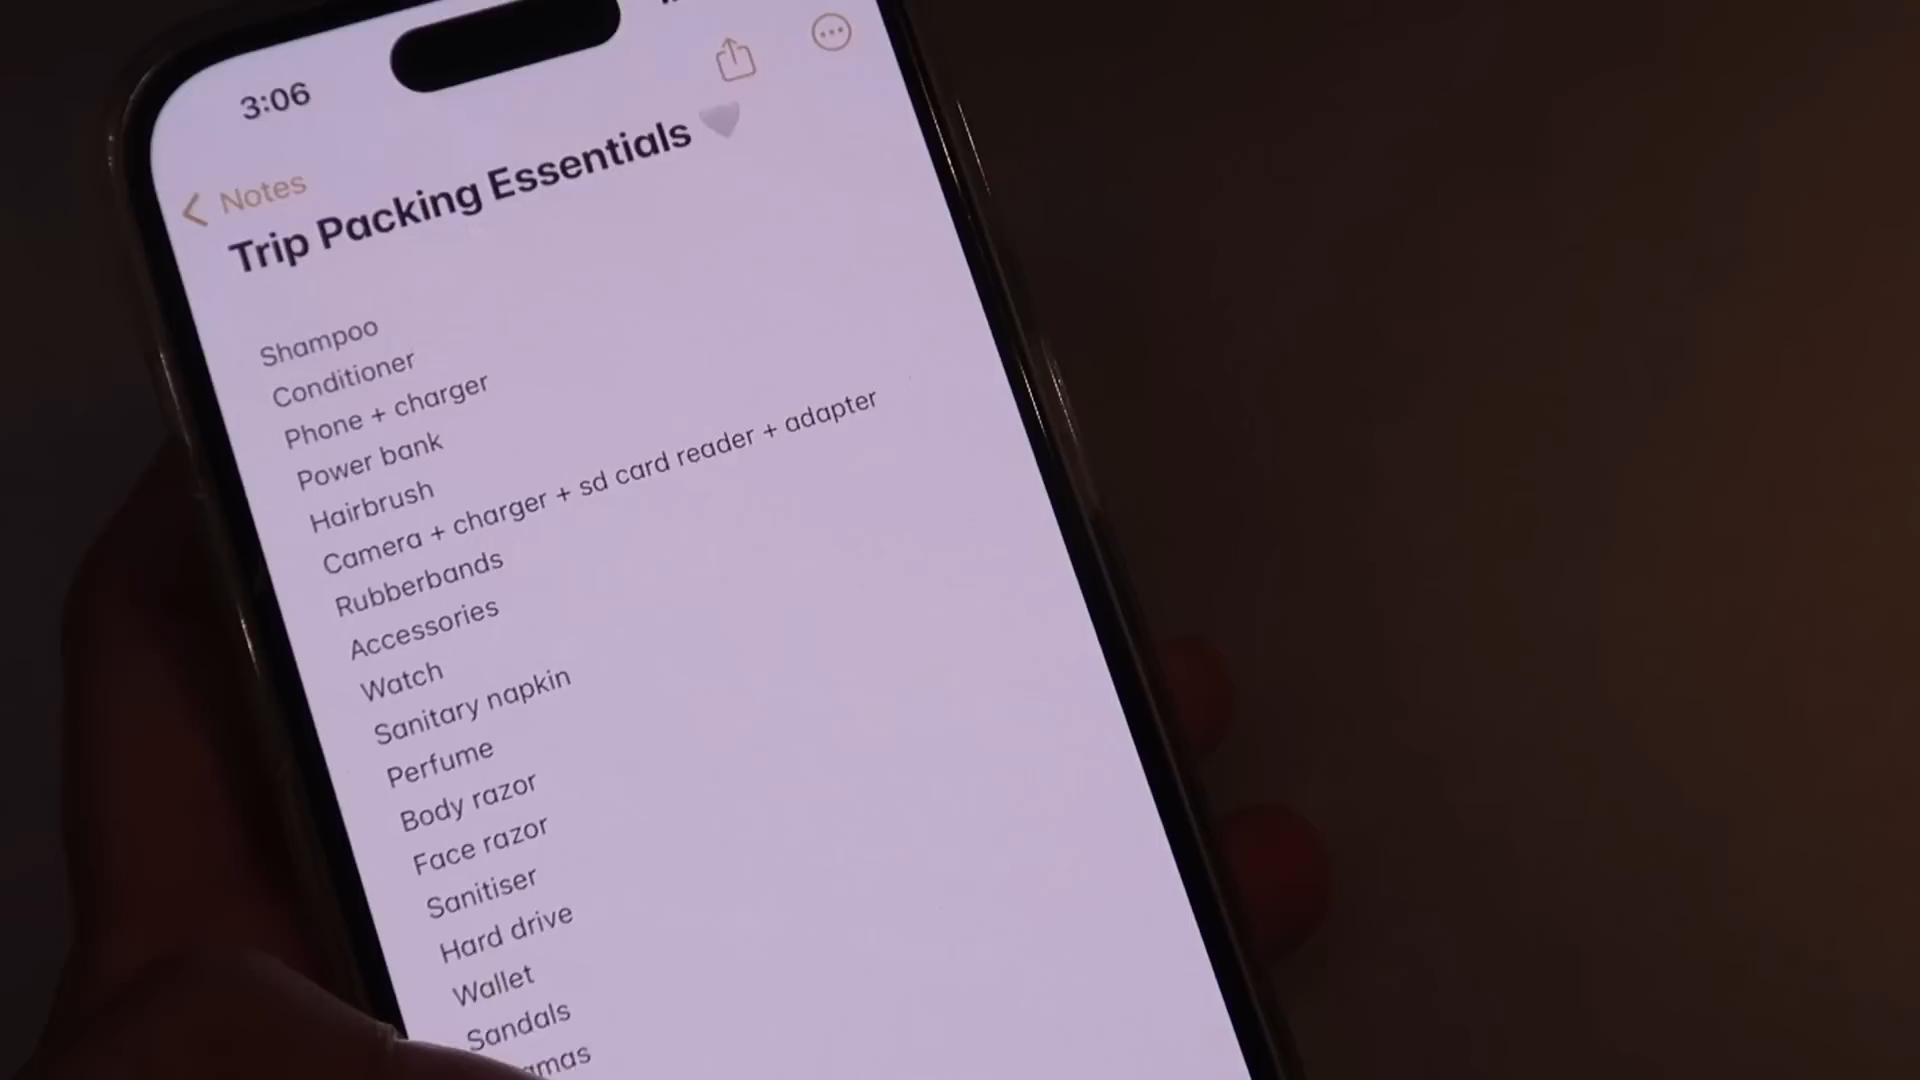 3:06
Notes
Trip Packing Essentials 🤍
Shampoo
Conditioner
Phone + charger
Power bank
Hairbrush
Camera + charger + sd card reader + adapter
Rubberbands
Accessories
Watch
Sanitary napkin
Perfume
Body razor
Face razor
Sanitiser
Hard drive
Wallet
Sandals